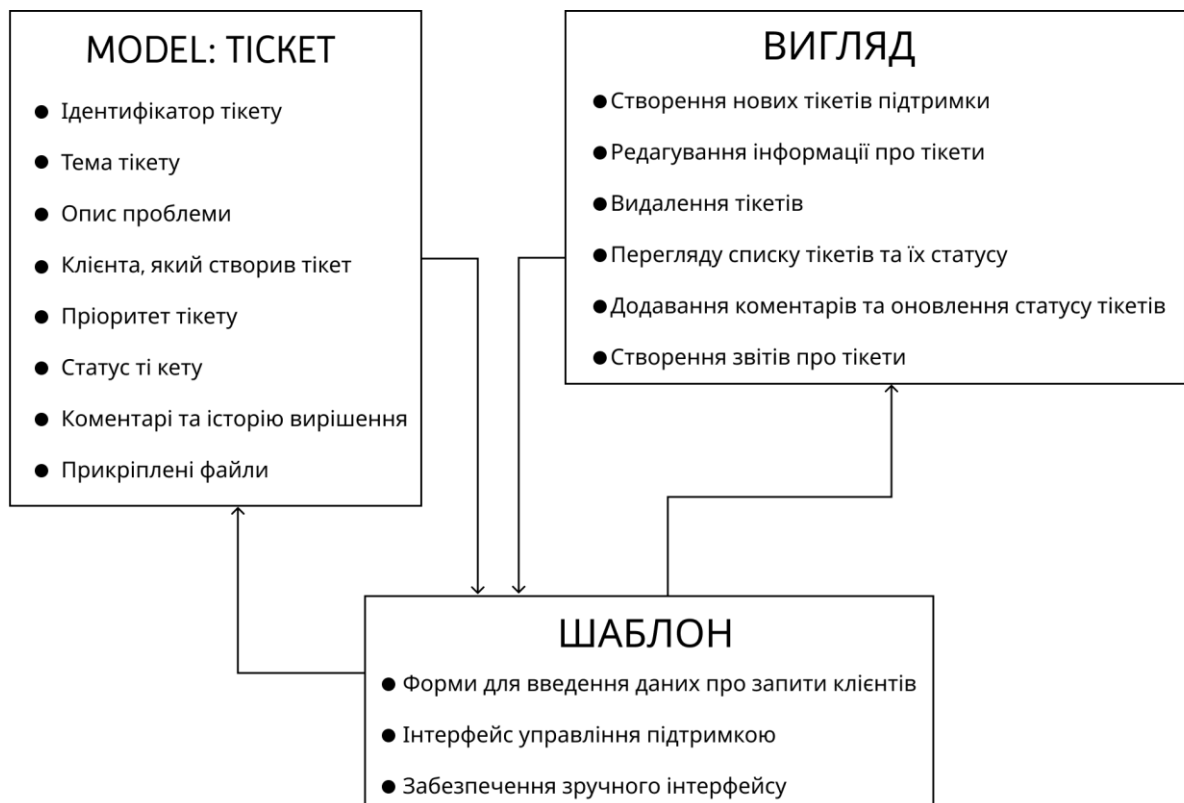 MODEL: TICKET
● Ідентифікатор тікету
● Тема тікету
● Опис проблеми
● Клієнта, який створив тікет
● Пріоритет тікету
● Статус ті кету
● Коментарі та історію вирішення
● Прикріплені файли
ВИГЛЯД
● Створення нових тікетів підтримки
● Редагування інформації про тікети
● Видалення тікетів
● Перегляду списку тікетів та їх статусу
● Додавання коментарів та оновлення статусу тікетів
● Створення звітів про тікети
ШАБЛОН
● Форми для введення даних про запити клієнтів
● Інтерфейс управління підтримкою
● Забезпечення зручного інтерфейсу